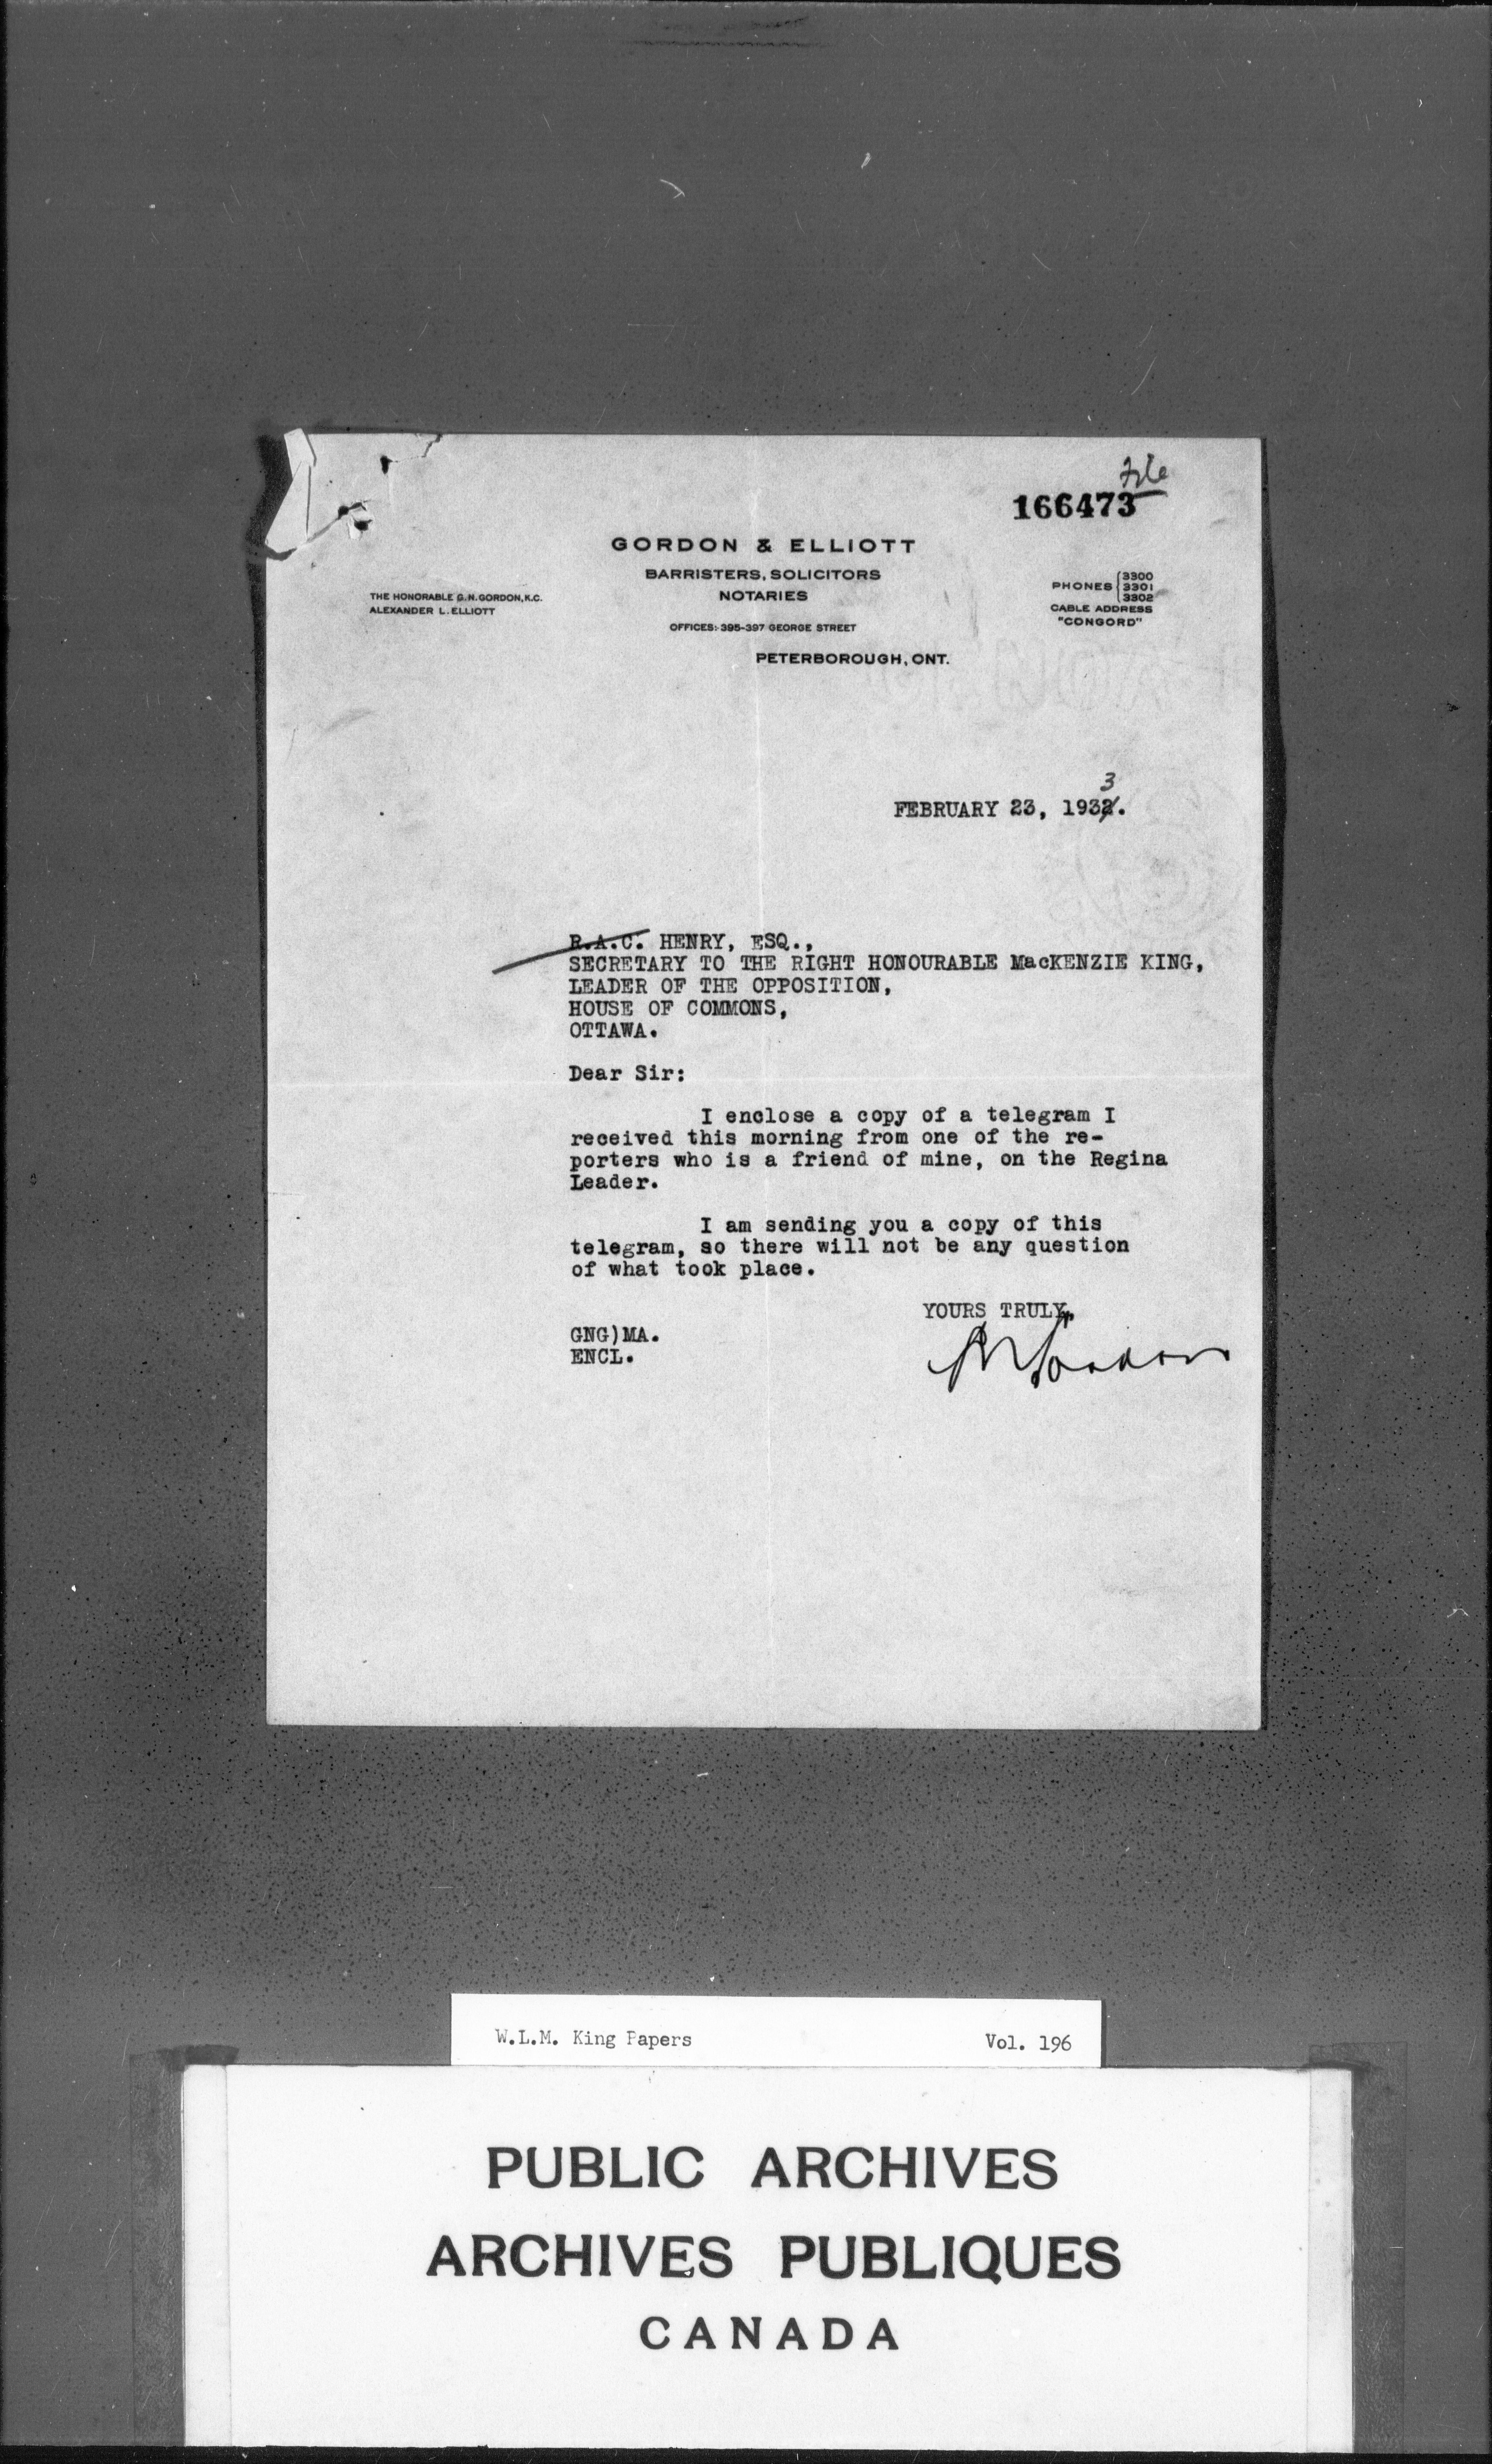 File
166473
GORDON & ELLIOTT
BARRISTERS, SOLICITORS
NOTARIES
THE HONORABLE G.N. GORDON, K.C.
ALEXANDER L. ELLIOTT
OFFICES:- 395-397 GEORGE STREET
PETERBOROUGH, ONT.
PHONES { 3300
3301
3302
CABLE ADDRESS
"CONGORD"
3
FEBRUARY 23, 1932.
R.A.C. HENRY, ESQ.,
SECRETARY TO THE RIGHT HONOURABLE MacKENZIE KING,
LEADER OF THE OPPOSITION,
HOUSE OF COMMONS,
OTTAWA.
Dear Sir:
I enclose a copy of a telegram I
received this morning from one of the re-
porters who is a friend of mine, on the Regina
Leader.
I am sending you a copy of this
telegram, so there will not be any question
of what took place.
YOURS TRULY,
GNG)MA.
ENCL.
GNGordon
W.L.M. King Papers Vol. 196
PUBLIC ARCHIVES
ARCHIVES PUBLIQUES
CANADA